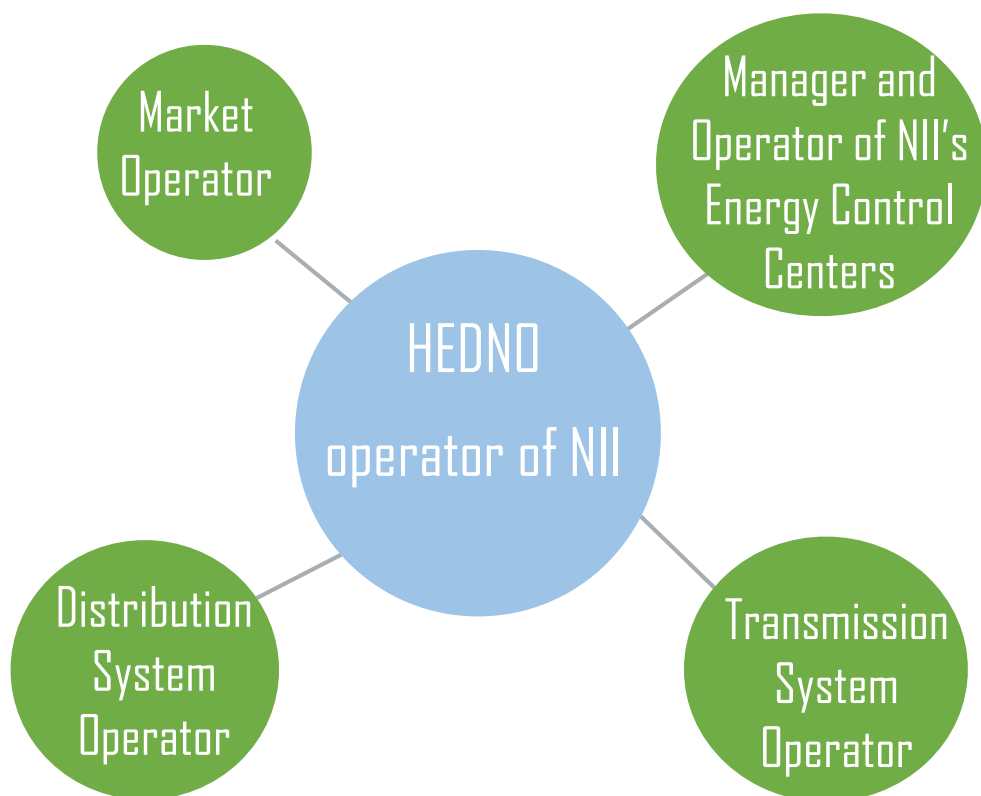 Market
Operator
Manager and
Operator of NII's
Energy Control
Centers
HEDNO
operator of NII
Distribution
System
Operator
Transmission
System
Operator